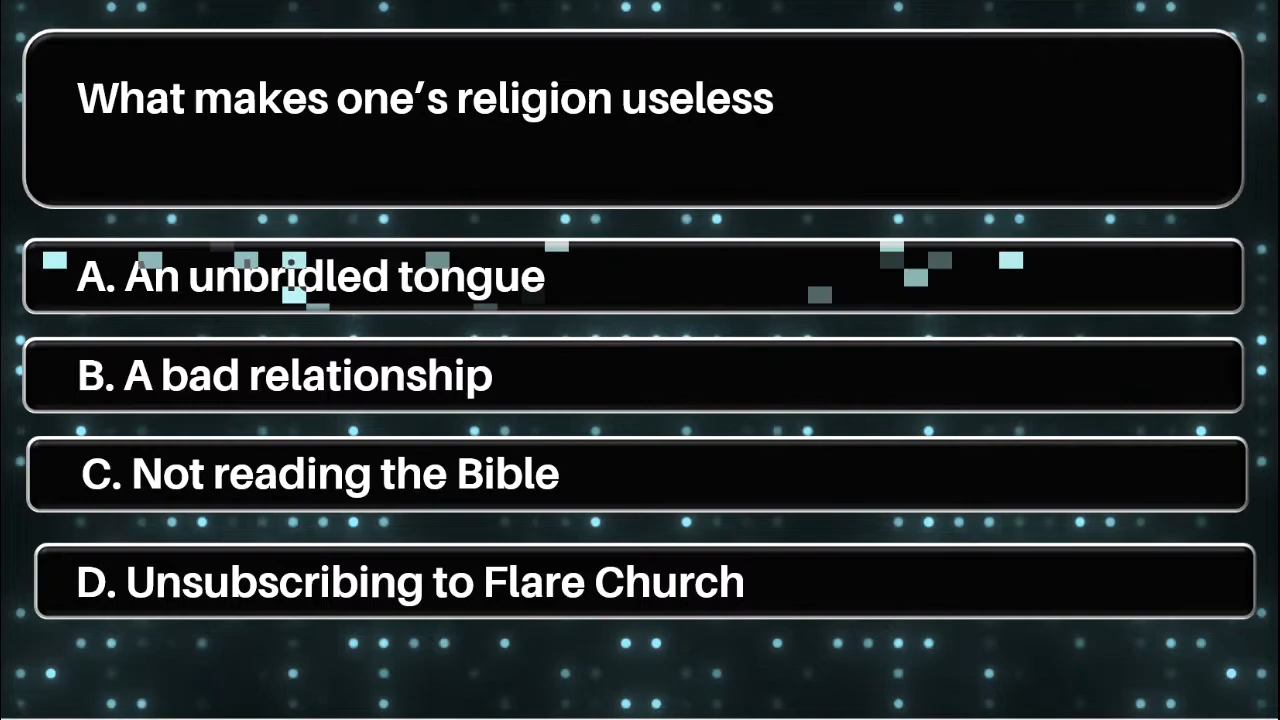 What makes one’s religion useless
A. An unbridled tongue
B. A bad relationship
C. Not reading the Bible
D. Unsubscribing to Flare Church